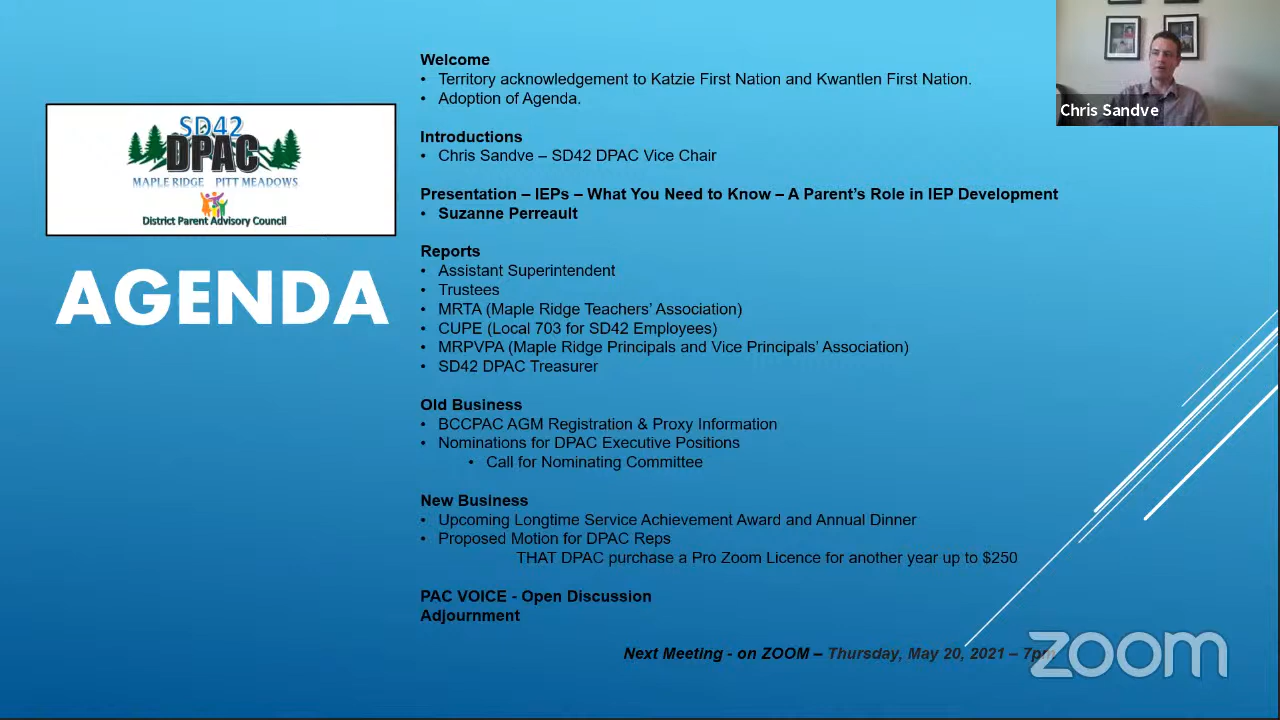 Welcome
• Territory acknowledgement to Katzie First Nation and Kwantlen First Nation.
• Adoption of Agenda.
Introductions
• Chris Sandve – SD42 DPAC Vice Chair
Presentation – IEPs – What You Need to Know – A Parent’s Role in IEP Development
• Suzanne Perreault
Reports
• Assistant Superintendent
• Trustees
• MRTA (Maple Ridge Teachers’ Association)
• CUPE (Local 703 for SD42 Employees)
• MRPVPA (Maple Ridge Principals and Vice Principals’ Association)
• SD42 DPAC Treasurer
Old Business
• BCCPAC AGM Registration & Proxy Information
• Nominations for DPAC Executive Positions
• Call for Nominating Committee
New Business
• Upcoming Longtime Service Achievement Award and Annual Dinner
• Proposed Motion for DPAC Reps
THAT DPAC purchase a Pro Zoom Licence for another year up to $250
PAC VOICE - Open Discussion
Adjournment
Next Meeting - on ZOOM – Thursday, May 20, 2021 – 7pm
SD42
DPAC
MAPLE RIDGE PITT MEADOWS
District Parent Advisory Council
AGENDA
Chris Sandve
zoom